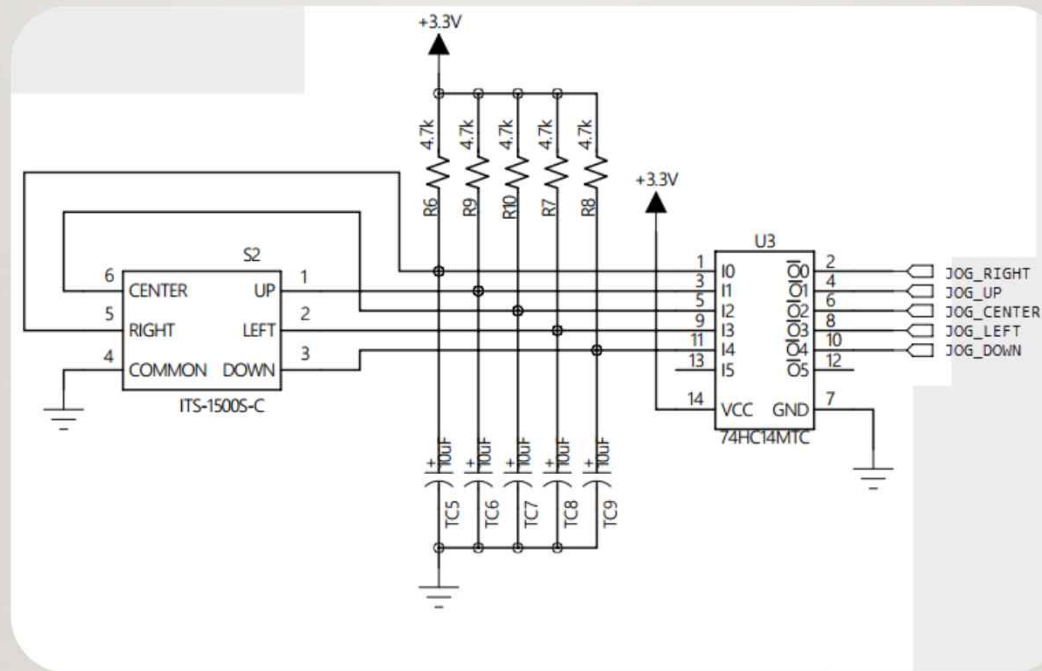 +3.3V
4.7k
4.7k
4.7k
4.7k
4.7k
R6
R9
R10
R7
R8
+3.3V
S2
6
CENTER
UP
1
5
RIGHT
LEFT
2
4
COMMON
DOWN
3
ITS-1500S-C
U3
1
I0
O0
2
JOG_RIGHT
3
I1
O1
4
JOG_UP
5
I2
O2
6
JOG_CENTER
9
I3
O3
8
JOG_LEFT
11
I4
O4
10
JOG_DOWN
13
I5
O5
12
14
VCC
GND
7
74HC14MTC
+
10uF
+
10uF
+
10uF
+
10uF
+
10uF
TC5
TC6
TC7
TC8
TC9